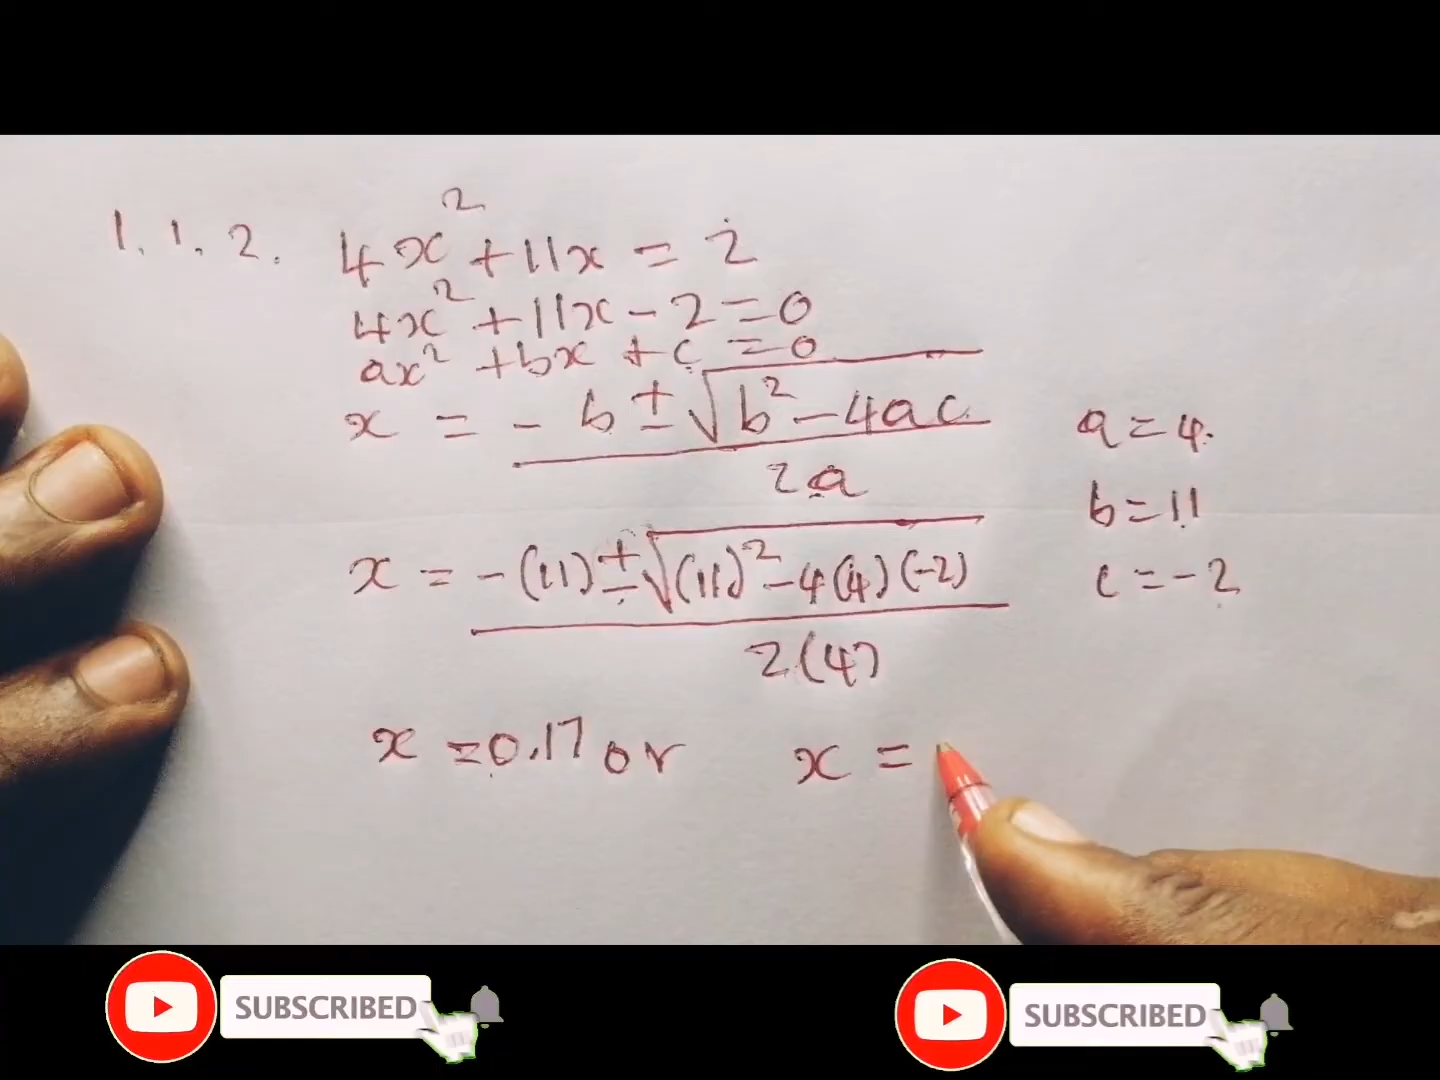 1.1.2. 4x² + 11x = 2
4x² + 11x - 2 = 0
ax² + bx + c = 0
x = -b ± √(b² - 4ac) / 2a
a = 4
b = 11
c = -2
x = -(11) ± √((11)² - 4(4)(-2)) / 2(4)
x = 0.17 or x =
SUBSCRIBED
SUBSCRIBED